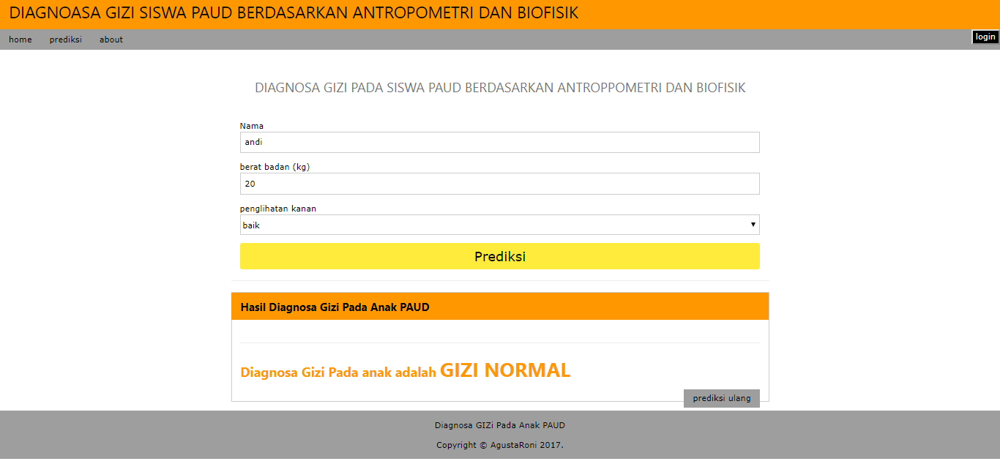 DIAGNOASA GIZI SISWA PAUD BERDASARKAN ANTROPOMETRI DAN BIOFISIK
home prediksi about login
DIAGNOSA GIZI PADA SISWA PAUD BERDASARKAN ANTROPPOMETRI DAN BIOFISIK
Nama
andi
berat badan (kg)
20
penglihatan kanan
baik
Prediksi
Hasil Diagnosa Gizi Pada Anak PAUD
Diagnosa Gizi Pada anak adalah GIZI NORMAL
prediksi ulang
Diagnosa GIZi Pada Anak PAUD
Copyright © AgustaRoni 2017.